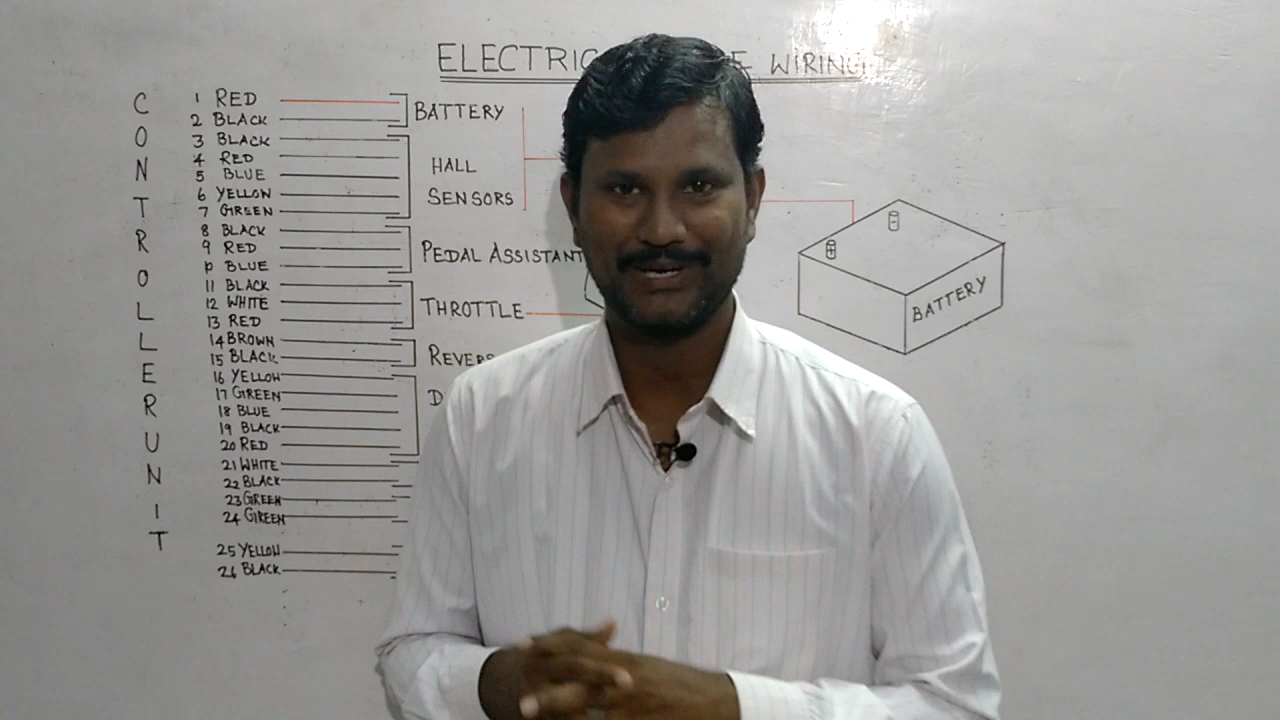 ELECTRIC E WIRING
CONTROLLER UNIT
1 RED
2 BLACK
3 BLACK
4 RED
5 BLUE
6 YELLOW
7 GREEN
8 BLACK
9 RED
10 BLUE
11 BLACK
12 WHITE
13 RED
14 BROWN
15 BLACK
16 YELLOW
17 GREEN
18 BLUE
19 BLACK
20 RED
21 WHITE
22 BLACK
23 GREEN
24 GREEN
25 YELLOW
26 BLACK
BATTERY
HALL
SENSORS
PEDAL ASSISTANT
THROTTLE
REVERS
D
BATTERY